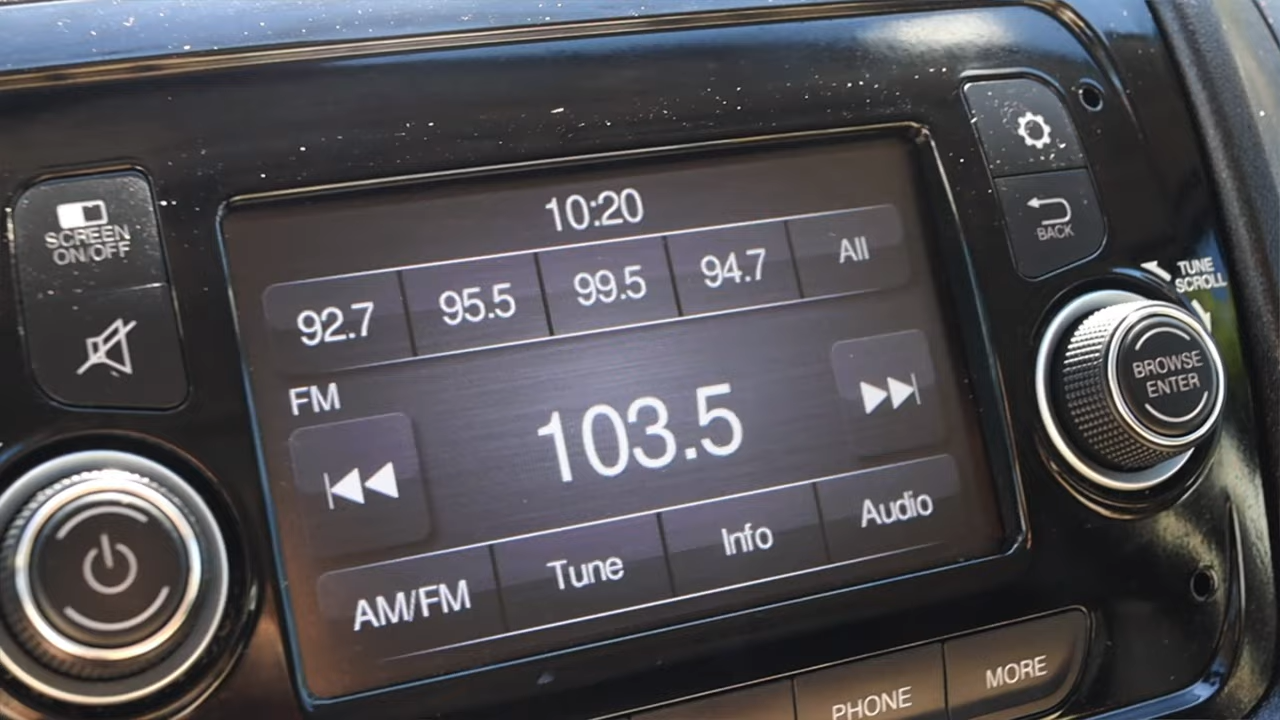 10:20
92.7 95.5 99.5 94.7 All
FM
103.5
AM/FM Tune Info Audio
SCREEN
ON/OFF
BACK
TUNE
SCROLL
BROWSE
ENTER
PHONE
MORE